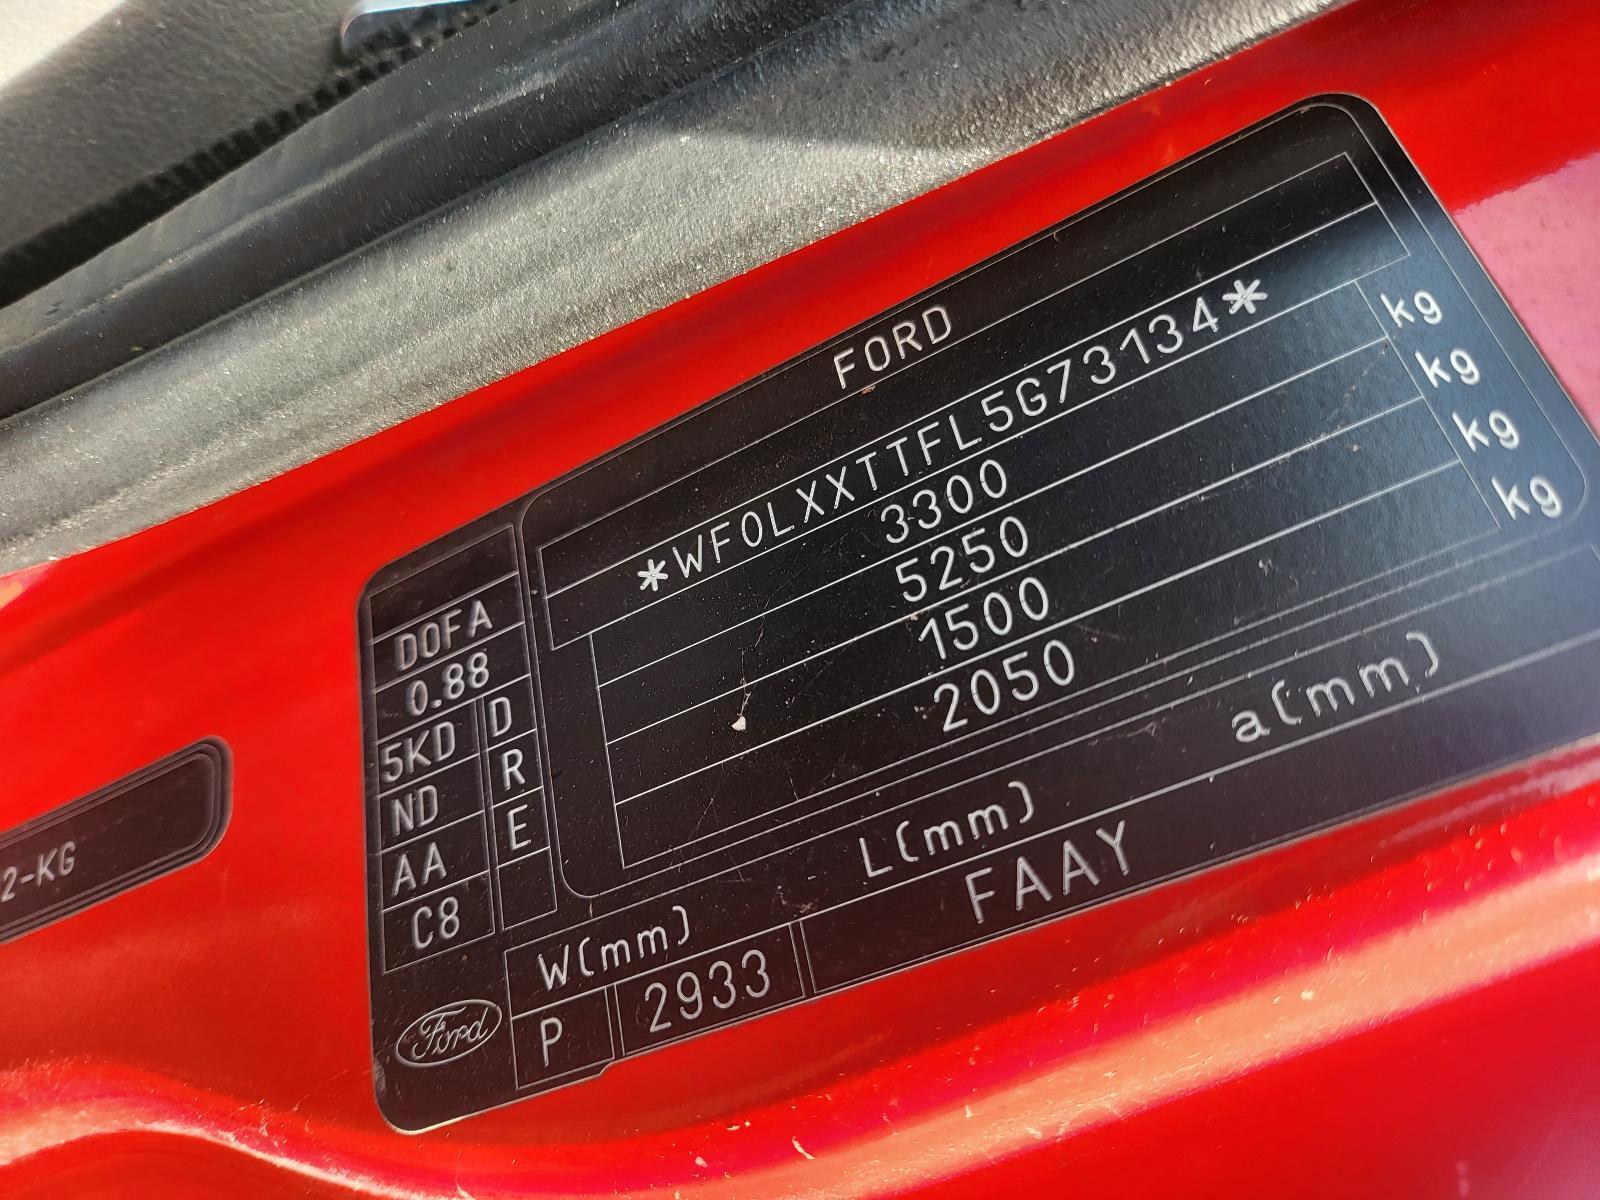 FORD
*WF0LXXTTFL5G73134*
3300 kg
5250 kg
1500 kg
2050 kg
DOFA
0.88
5KD D
ND R
AA E
C8
W(mm) L(mm) a(mm)
Ford
P 2933 FAAY
2-KG